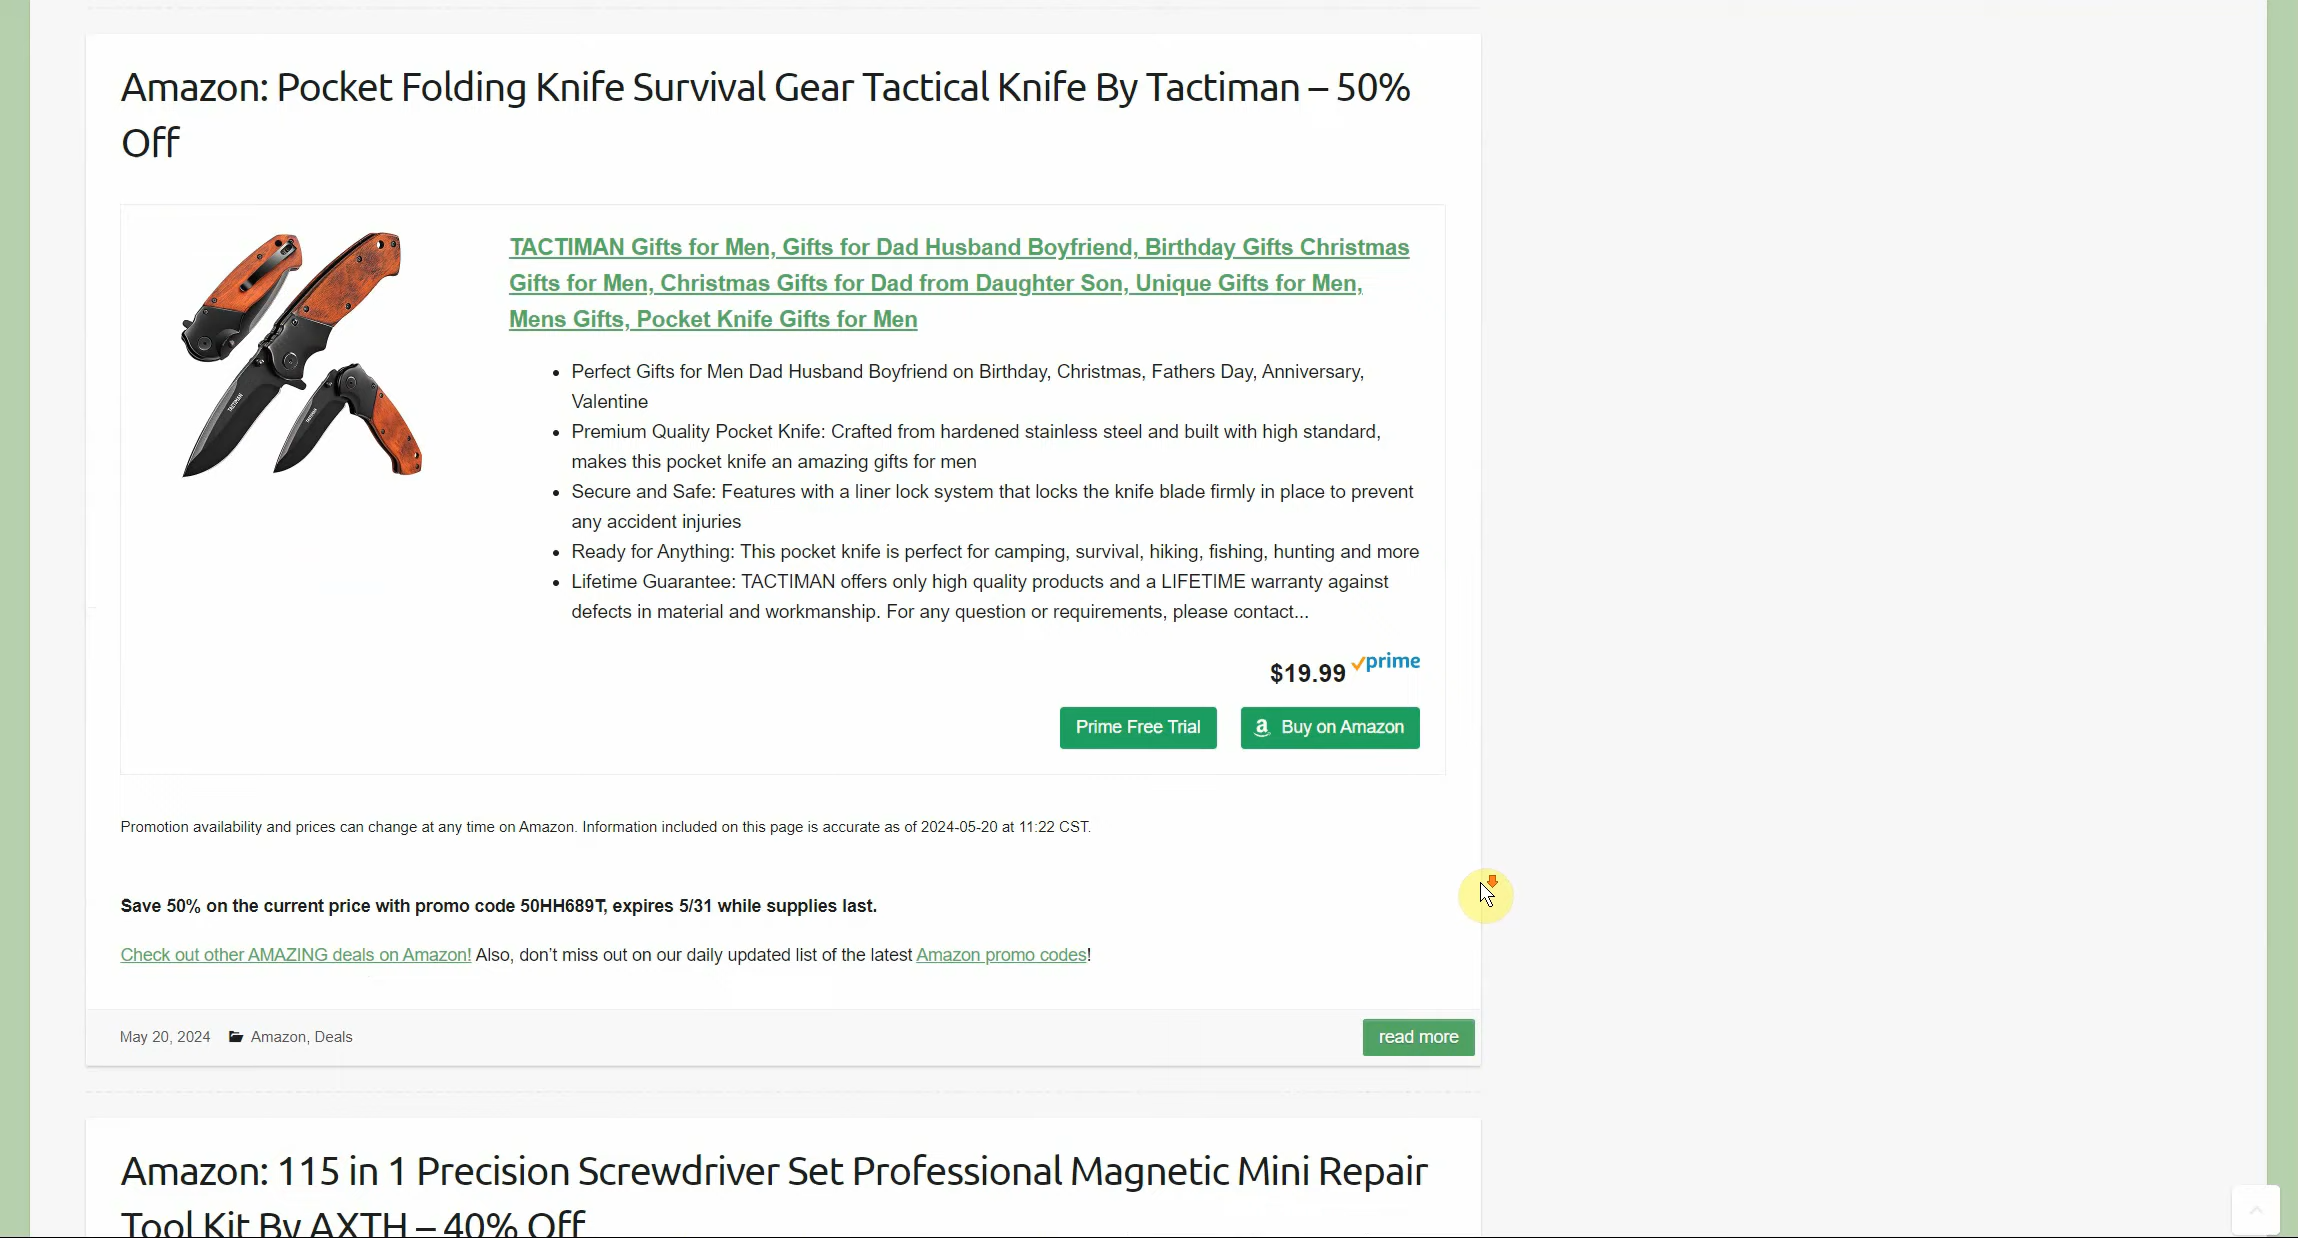 Amazon: Pocket Folding Knife Survival Gear Tactical Knife By Tactiman – 50%
Off
TACTIMAN Gifts for Men, Gifts for Dad Husband Boyfriend, Birthday Gifts Christmas
Gifts for Men, Christmas Gifts for Dad from Daughter Son, Unique Gifts for Men,
Mens Gifts, Pocket Knife Gifts for Men
• Perfect Gifts for Men Dad Husband Boyfriend on Birthday, Christmas, Fathers Day, Anniversary,
Valentine
• Premium Quality Pocket Knife: Crafted from hardened stainless steel and built with high standard,
makes this pocket knife an amazing gifts for men
• Secure and Safe: Features with a liner lock system that locks the knife blade firmly in place to prevent
any accident injuries
• Ready for Anything: This pocket knife is perfect for camping, survival, hiking, fishing, hunting and more
• Lifetime Guarantee: TACTIMAN offers only high quality products and a LIFETIME warranty against
defects in material and workmanship. For any question or requirements, please contact...
$19.99 prime
Prime Free Trial
Buy on Amazon
Promotion availability and prices can change at any time on Amazon. Information included on this page is accurate as of 2024-05-20 at 11:22 CST.
Save 50% on the current price with promo code 50HH689T, expires 5/31 while supplies last.
Check out other AMAZING deals on Amazon! Also, don’t miss out on our daily updated list of the latest Amazon promo codes!
May 20, 2024 Amazon, Deals
read more
Amazon: 115 in 1 Precision Screwdriver Set Professional Magnetic Mini Repair
Tool Kit By AXTH – 40% Off